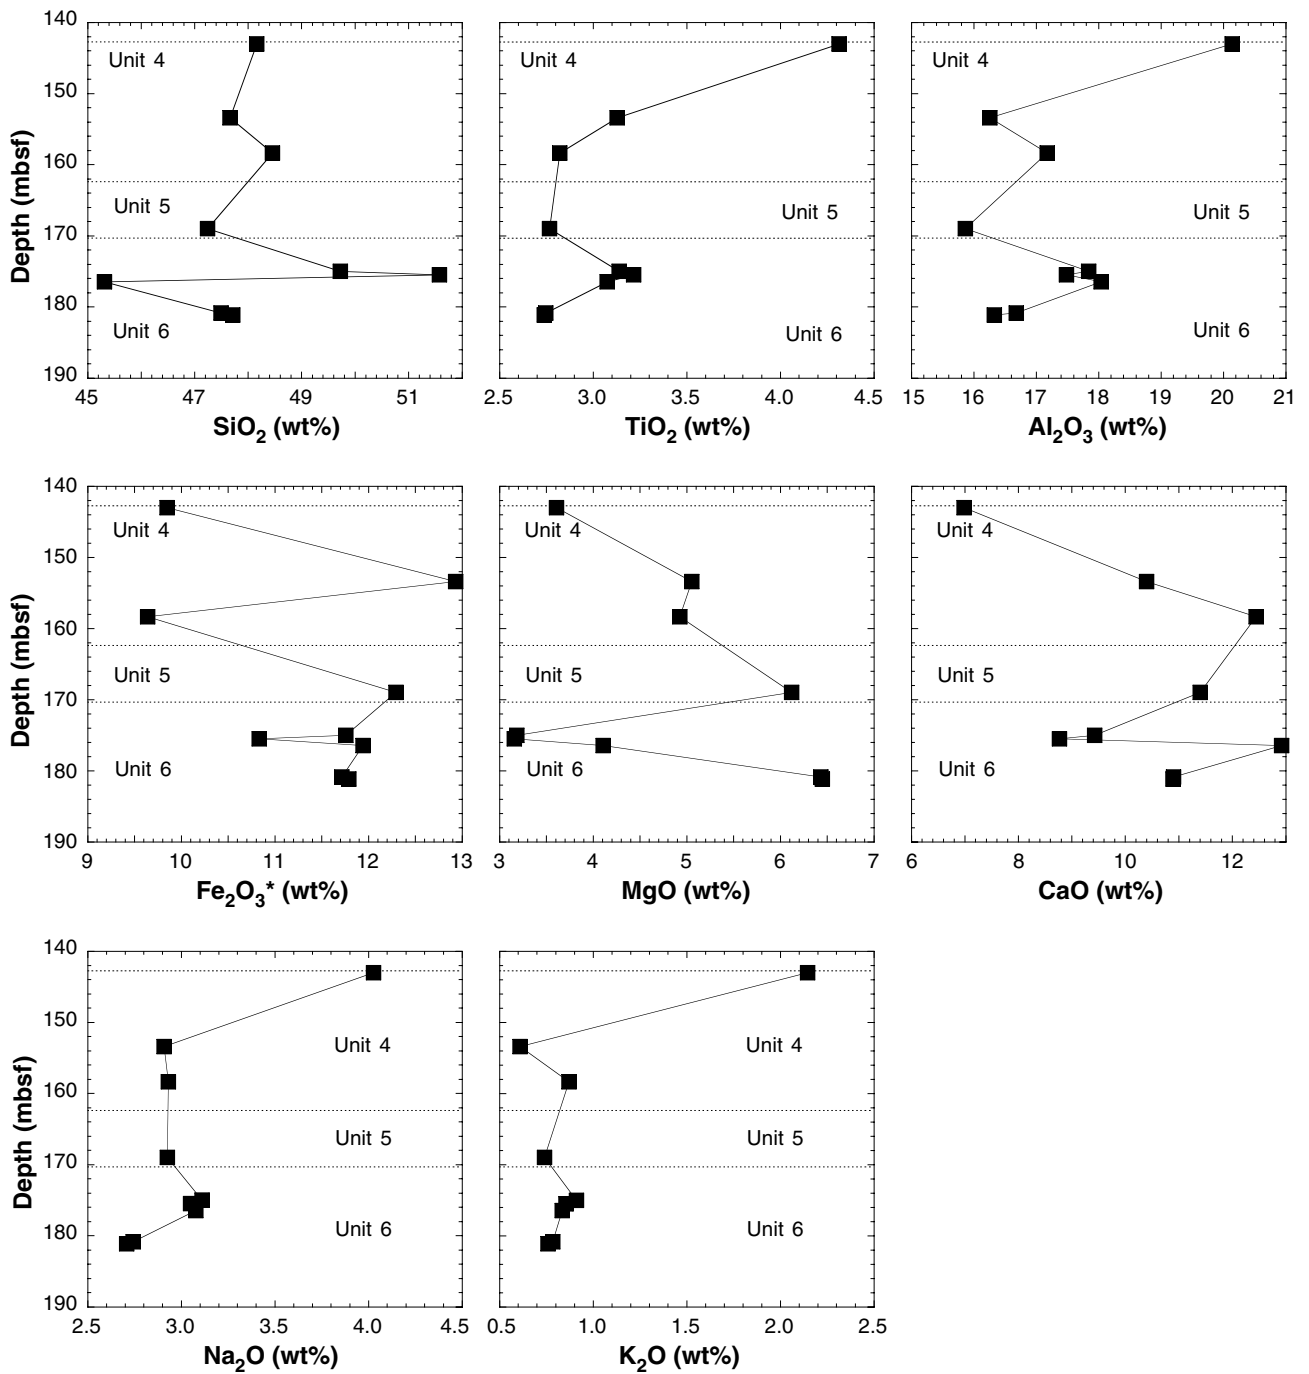 140
150
160
170
180
190
Depth (mbsf)
Unit 4
Unit 5
Unit 6
45 47 49 51
SiO2 (wt%)
Unit 4
Unit 5
Unit 6
2.5 3.0 3.5 4.0 4.5
TiO2 (wt%)
Unit 4
Unit 5
Unit 6
15 16 17 18 19 20 21
Al2O3 (wt%)
140
150
160
170
180
190
Depth (mbsf)
Unit 4
Unit 5
Unit 6
9 10 11 12 13
Fe2O3* (wt%)
Unit 4
Unit 5
Unit 6
3 4 5 6 7
MgO (wt%)
Unit 4
Unit 5
Unit 6
6 8 10 12
CaO (wt%)
140
150
160
170
180
190
Depth (mbsf)
Unit 4
Unit 5
Unit 6
2.5 3.0 3.5 4.0 4.5
Na2O (wt%)
Unit 4
Unit 5
Unit 6
0.5 1.0 1.5 2.0 2.5
K2O (wt%)